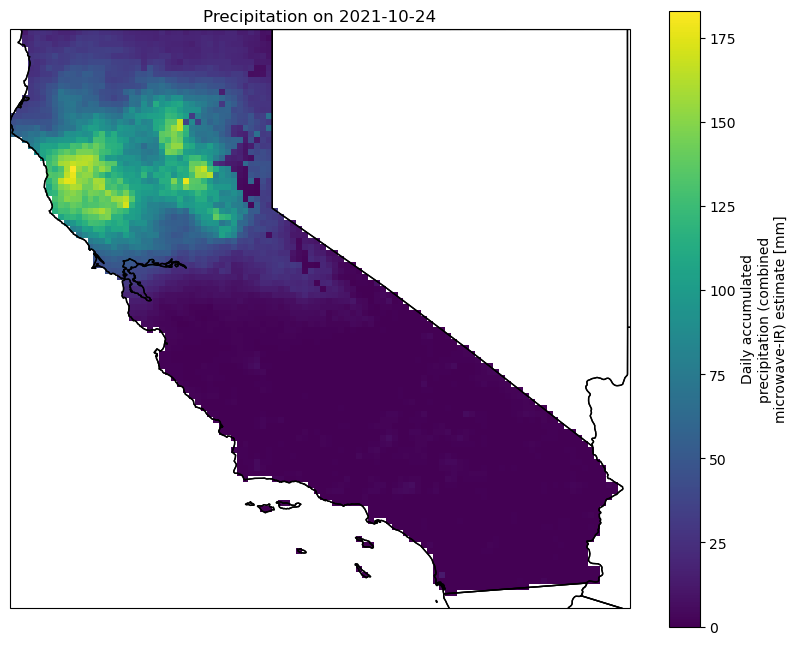 Precipitation on 2021-10-24
175
150
125
100
75
50
25
0
Daily accumulated
precipitation (combined
microwave-IR) estimate [mm]